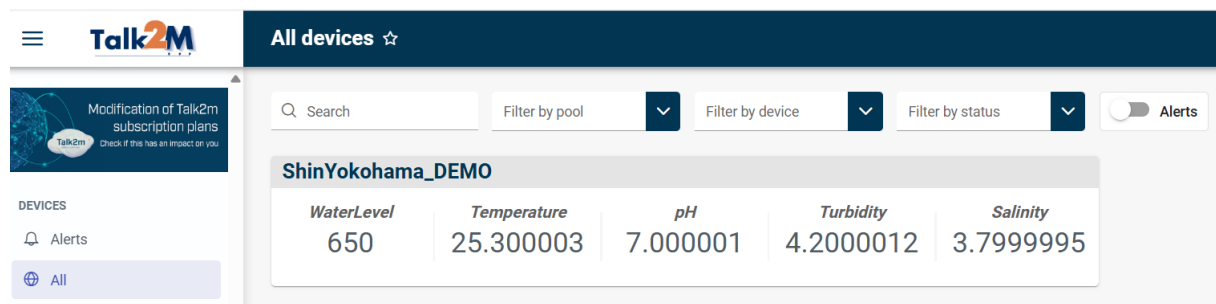 Talk2M
All devices
Modification of Talk2m
subscription plans
Talk2m
Check if this has an impact on you
Search
Filter by pool
Filter by device
Filter by status
Alerts
ShinYokohama_DEMO
WaterLevel Temperature pH Turbidity Salinity
650 25.300003 7.000001 4.2000012 3.7999995
DEVICES
Alerts
All